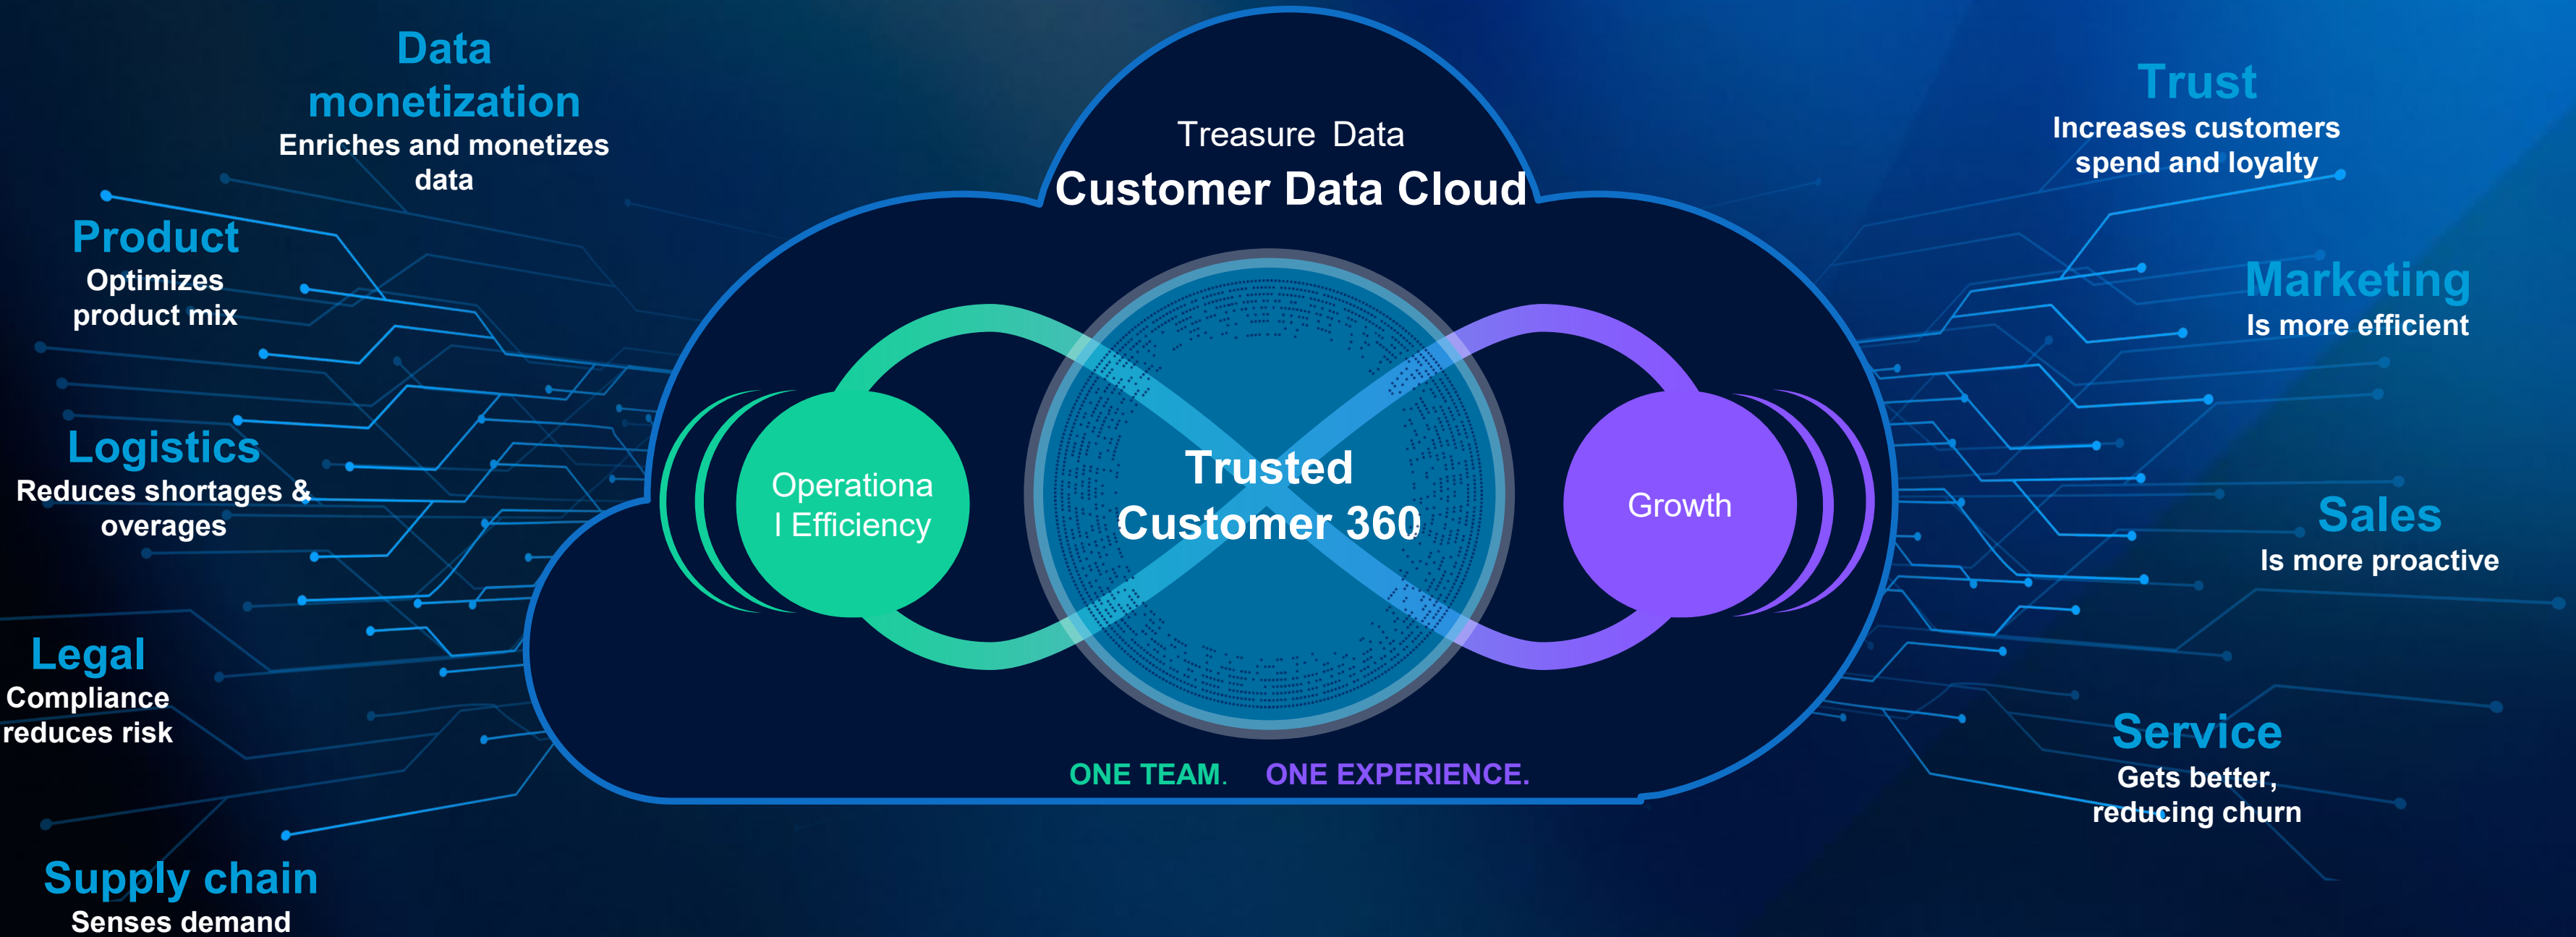 Data
monetization
Enriches and monetizes
data
Product
Optimizes
product mix
Logistics
Reduces shortages &
overages
Legal
Compliance
reduces risk
Supply chain
Senses demand
Treasure Data
Customer Data Cloud
Operationa
l Efficiency
Trusted
Customer 360
Growth
ONE TEAM. ONE EXPERIENCE.
Trust
Increases customers
spend and loyalty
Marketing
Is more efficient
Sales
Is more proactive
Service
Gets better,
reducing churn